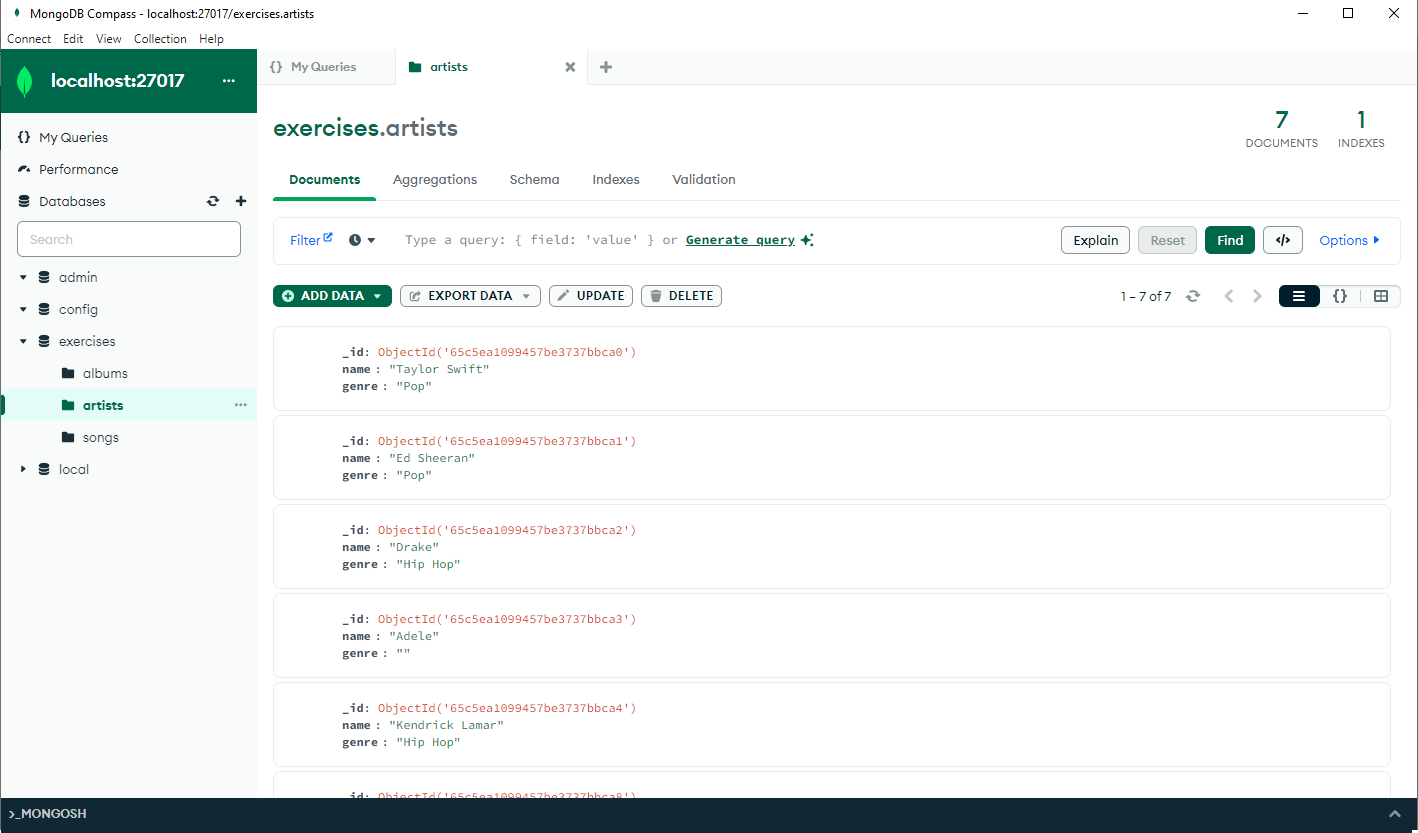 MongoDB Compass - localhost:27017/exercises.artists
Connect Edit View Collection Help
localhost:27017 ...
My Queries
Performance
Databases
Search
admin
config
exercises
albums
artists ...
songs
local
{} My Queries
artists
exercises.artists
7 DOCUMENTS
1 INDEXES
Documents Aggregations Schema Indexes Validation
Filter Type a query: { field: 'value' } or Generate query Explain Reset Find </> Options
ADD DATA EXPORT DATA UPDATE DELETE 1 – 7 of 7 {}
_id: ObjectId('65c5ea1099457be3737bbca0')
name : "Taylor Swift"
genre : "Pop"
_id: ObjectId('65c5ea1099457be3737bbca1')
name : "Ed Sheeran"
genre : "Pop"
_id: ObjectId('65c5ea1099457be3737bbca2')
name : "Drake"
genre : "Hip Hop"
_id: ObjectId('65c5ea1099457be3737bbca3')
name : "Adele"
genre : ""
_id: ObjectId('65c5ea1099457be3737bbca4')
name : "Kendrick Lamar"
genre : "Hip Hop"
_id: ObjectId('65c5ea1099457be3737bbca8')
>_MONGOSH